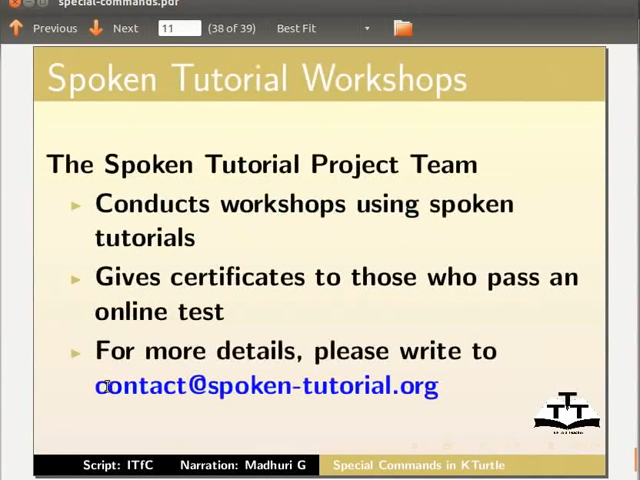 special-commands.pdf
Previous Next 11 (38 of 39) Best Fit
Spoken Tutorial Workshops
The Spoken Tutorial Project Team
Conducts workshops using spoken
tutorials
Gives certificates to those who pass an
online test
For more details, please write to
contact@spoken-tutorial.org
Script: ITfC Narration: Madhuri G Special Commands in KTurtle